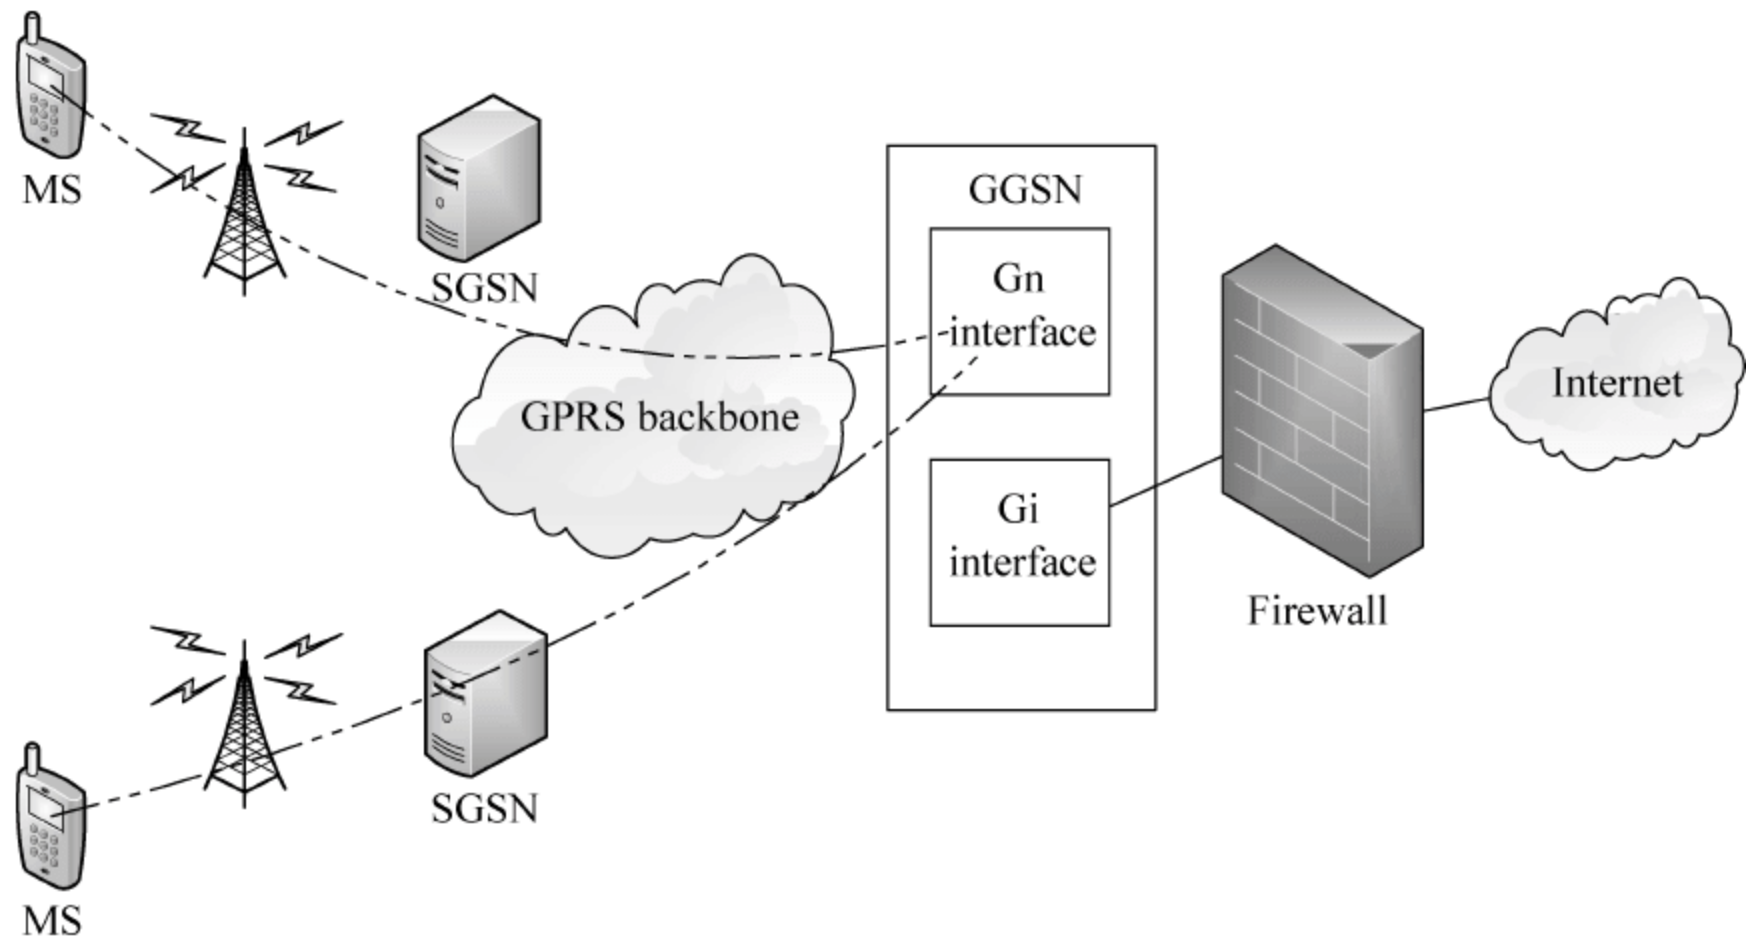 MS
SGSN
GPRS backbone
GGSN
Gn
interface
Gi
interface
Firewall
Internet
SGSN
MS